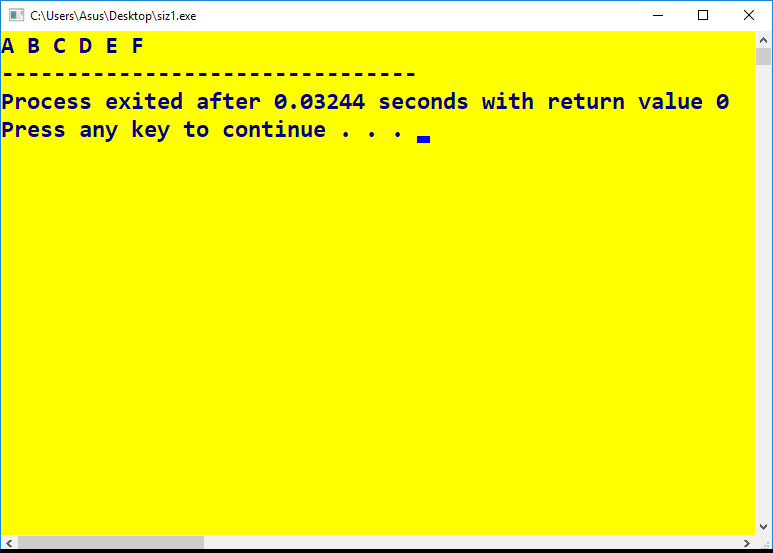 C:\Users\Asus\Desktop\siz1.exe
A B C D E F
--------------------------------
Process exited after 0.03244 seconds with return value 0
Press any key to continue . . .